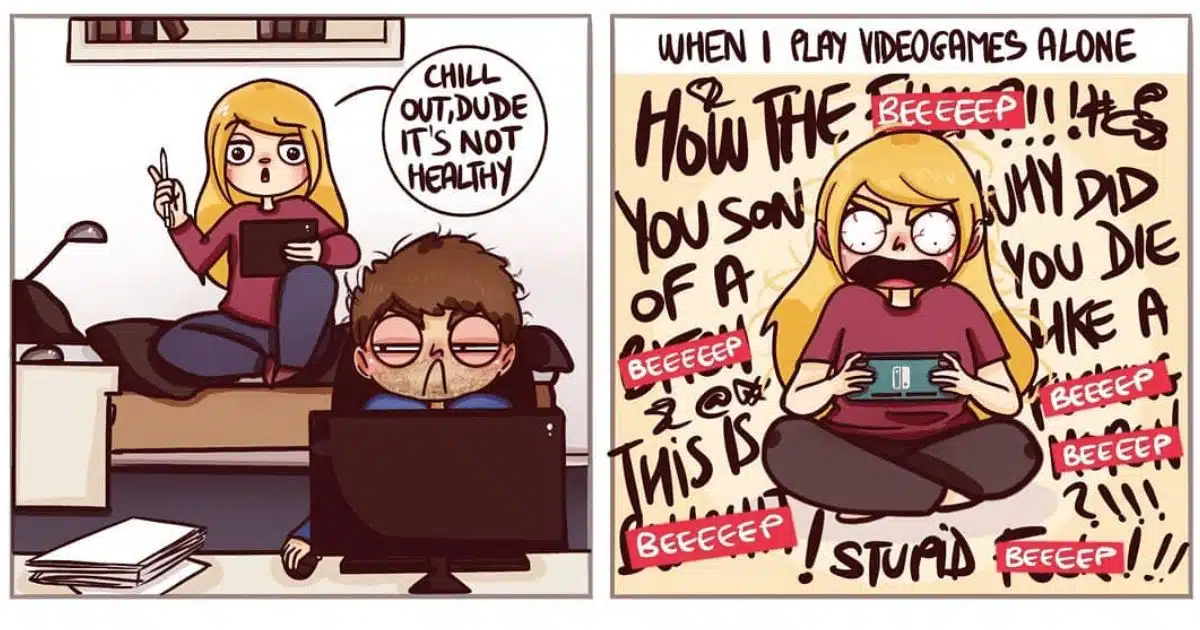 CHILL
OUT, DUDE
IT'S NOT
HEALTHY
WHEN I PLAY VIDEOGAMES ALONE
HOW THE BEEEEEP?!!!#
YOU SON
OF A
BEEEEEP
&@
THIS IS
BEEEEEP!
WHY DID
YOU DIE
LIKE A
BEEEEP
BEEEEP
?!!!
STUPID BEEEEP!!!